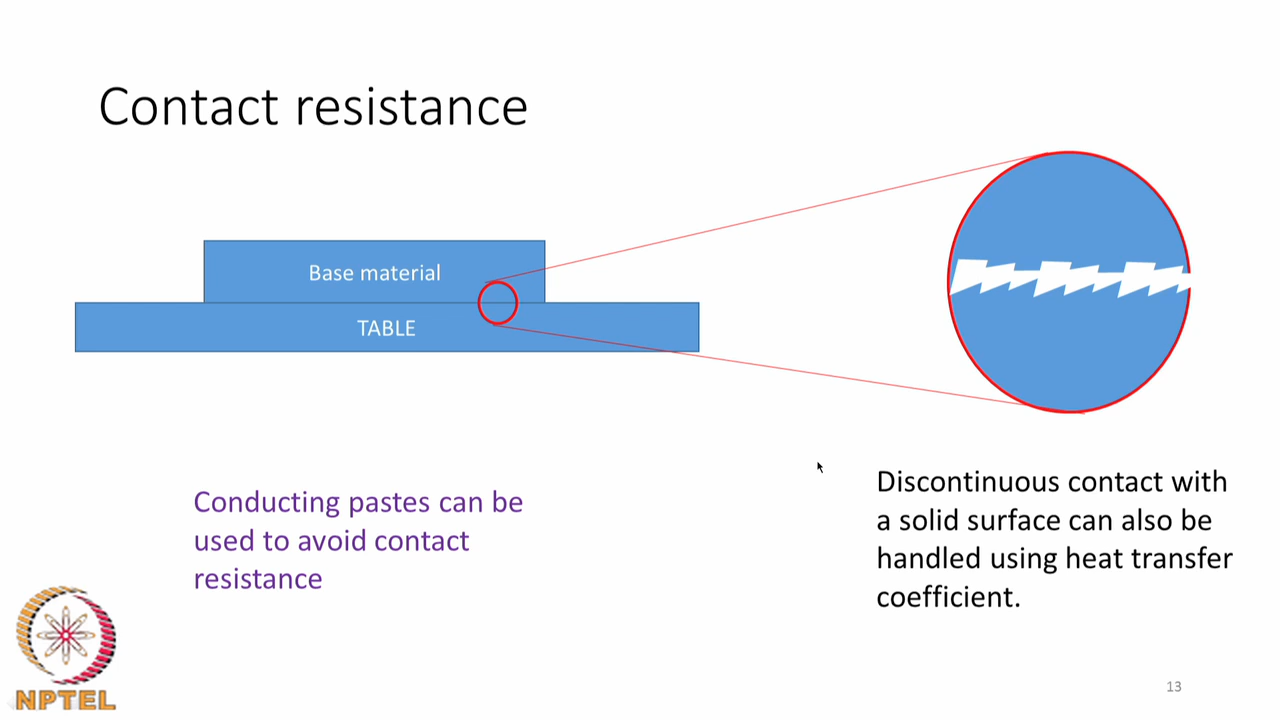 Contact resistance
Base material
TABLE
Conducting pastes can be
used to avoid contact
resistance
Discontinuous contact with
a solid surface can also be
handled using heat transfer
coefficient.
NPTEL
13